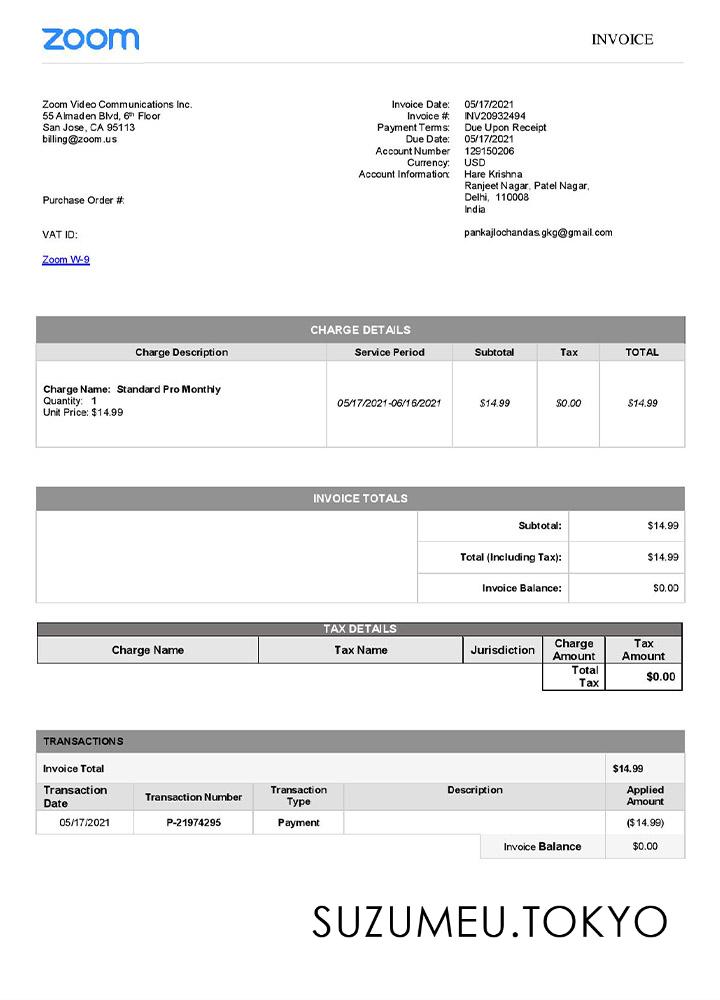 zoom
INVOICE
Zoom Video Communications Inc.
55 Almaden Blvd, 6th Floor
San Jose, CA 95113
billing@zoom.us
Purchase Order #:
VAT ID:
Zoom W-9
Invoice Date: 05/17/2021
Invoice #: INV20932494
Payment Terms: Due Upon Receipt
Due Date: 05/17/2021
Account Number 129150206
Currency: USD
Account Information: Hare Krishna
Ranjeet Nagar, Patel Nagar,
Delhi, 110008
India
pankajlochandas.gkg@gmail.com
CHARGE DETAILS
Charge Description Service Period Subtotal Tax TOTAL
Charge Name: Standard Pro Monthly
Quantity: 1
Unit Price: $14.99
05/17/2021-06/16/2021 $14.99 $0.00 $14.99
INVOICE TOTALS
Subtotal: $14.99
Total (Including Tax): $14.99
Invoice Balance: $0.00
TAX DETAILS
Charge Name Tax Name Jurisdiction Charge Amount Tax Amount
Total Tax $0.00
TRANSACTIONS
Invoice Total $14.99
Transaction Date Transaction Number Transaction Type Description Applied Amount
05/17/2021 P-21974295 Payment ($14.99)
Invoice Balance $0.00
SUZUMEU.TOKYO